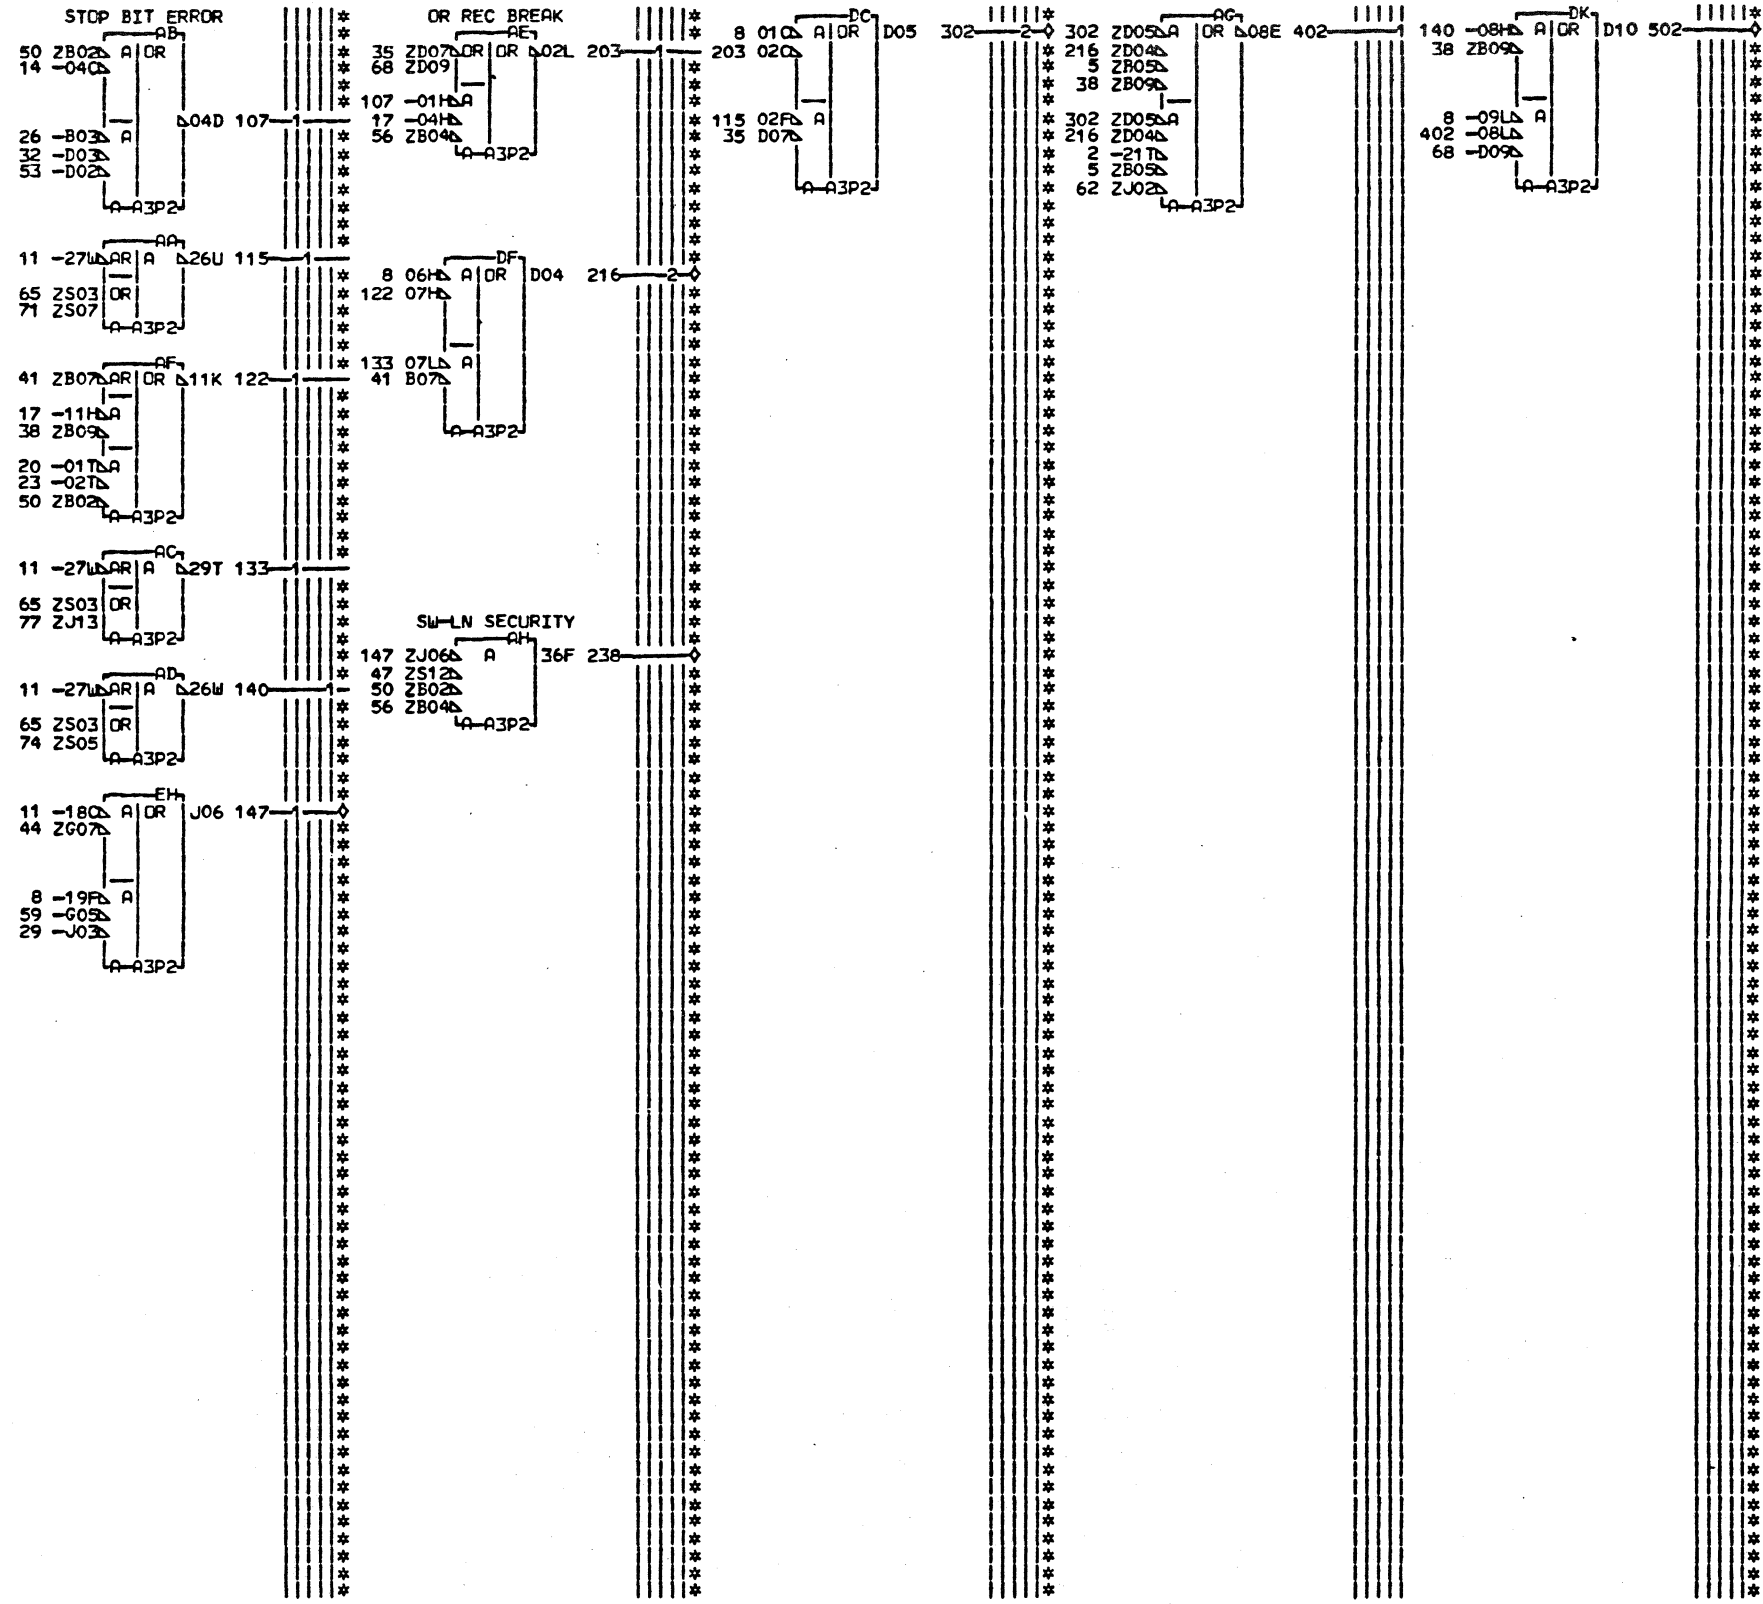 STOP BIT ERROR
AB
50 ZB02 A OR
14 -04C
04D 107 1
26 -B03 A
32 -D03
53 -D02
A-A3P2
AA
11 -27W AR A 26U 115 1
65 ZS03 OR
71 ZS07
A-A3P2
AF
41 ZB07 AR OR 11K 122 1
17 -11H A
38 ZB09
20 -01T A
23 -02T
50 ZB02
A-A3P2
AC
11 -27W AR A 29T 133 1
65 ZS03 OR
77 ZJ13
A-A3P2
AD
11 -27W AR A 26W 140 1
65 ZS03 OR
74 ZS05
A-A3P2
EH
11 -18C A OR J06 147 1
44 ZG07
8 -19F A
59 -G05
29 -J03
A-A3P2
OR REC BREAK
AE
35 ZD07 OR OR 02L 203 1
68 ZD09
107 -01H A
17 -04H
56 ZB04
A-A3P2
DF
8 06H A OR D04 216 2
122 07H
133 07L A
41 B07
A-A3P2
SW-LN SECURITY
AH
147 ZJ06 A 36F 238
47 ZS12
50 ZB02
56 ZB04
A-A3P2
DC
8 01C A OR D05 302 2
203 02C
115 02F A
35 D07
A-A3P2
AG
302 ZD05 A OR 08E 402 1
216 ZD04
5 ZB05
38 ZB09
302 ZD05 A
216 ZD04
2 -21T
5 ZB05
62 ZJ02
A-A3P2
DK
140 -08H A OR D10 502
38 ZB09
8 -09L A
402 -08L
68 -D09
A-A3P2